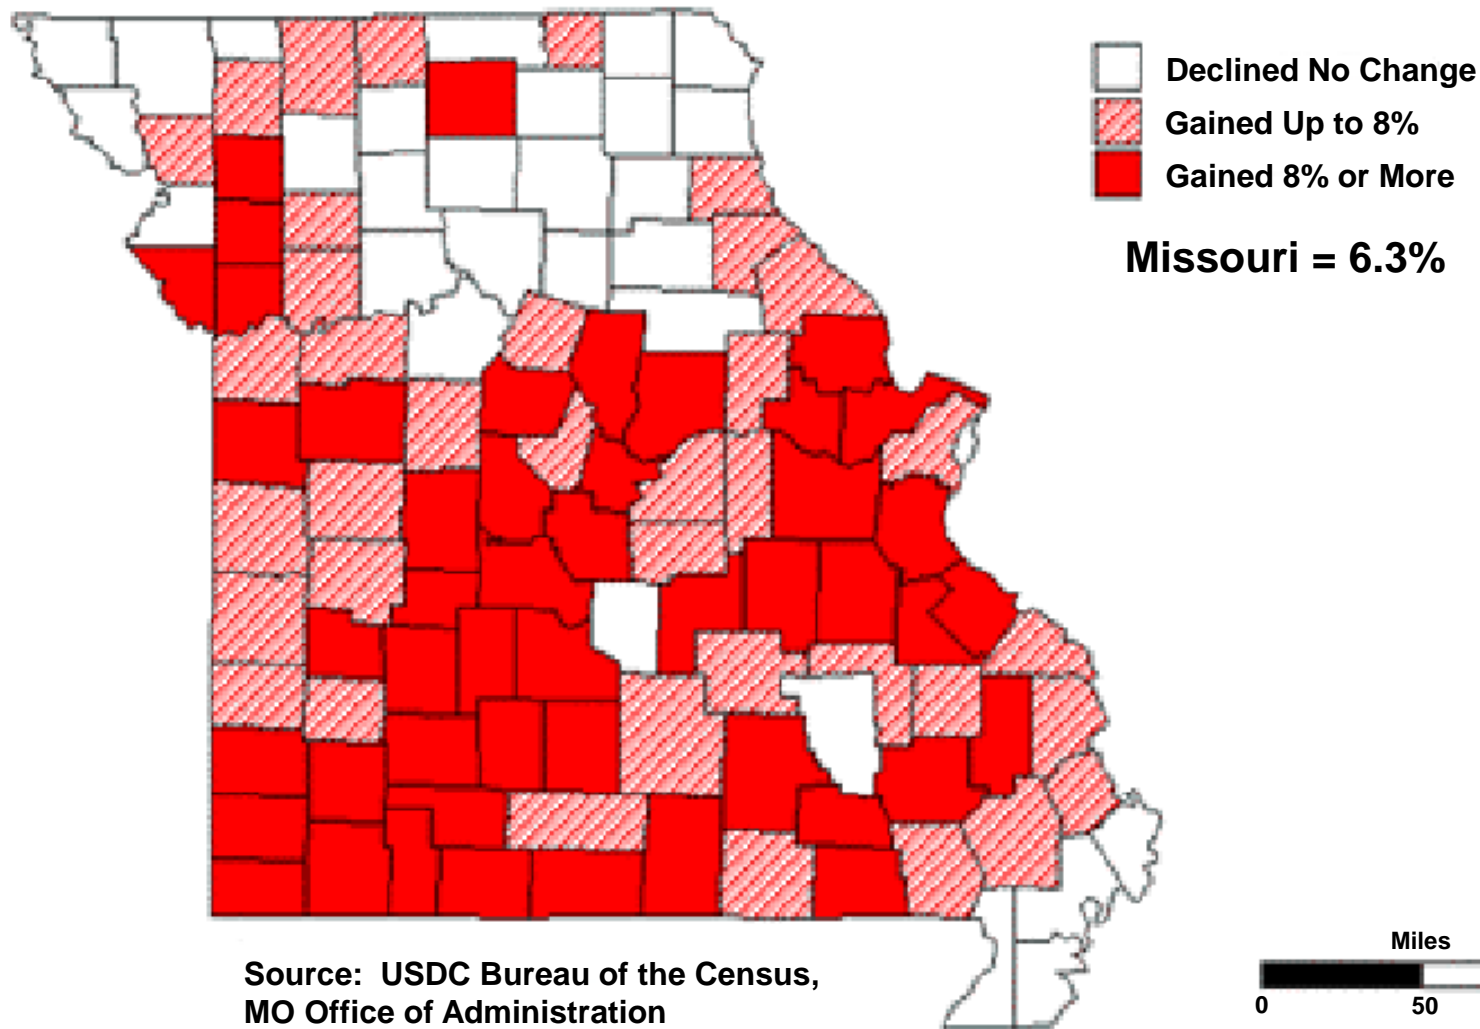 Declined No Change
Gained Up to 8%
Gained 8% or More
Missouri = 6.3%
Source: USDC Bureau of the Census,
MO Office of Administration
Miles
0 50